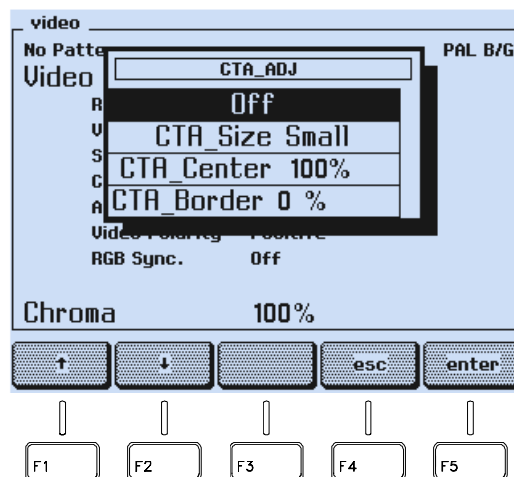 video
No Patte PAL B/G
Video
CTA_ADJ
R
Off
V
CTA_Size Small
S
CTA_Center 100%
C
CTA_Border 0 %
A
Video Polarity Positive
RGB Sync. Off
Chroma 100%
↑ ↓ esc enter
F1 F2 F3 F4 F5